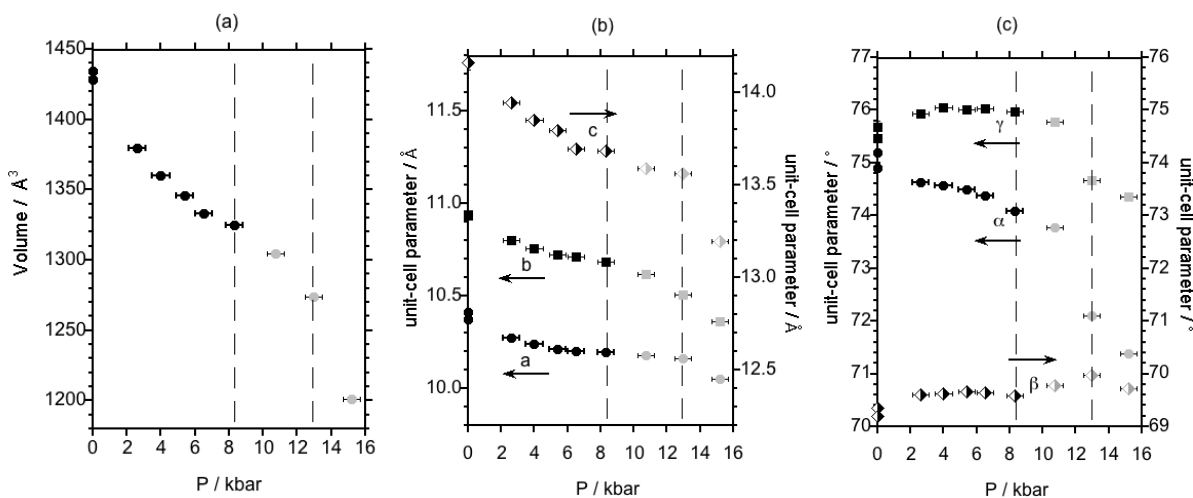 (a)
1450
1400
1350
1300
1250
1200
Volume / Å3
0 2 4 6 8 10 12 14 16
P / kbar
(b)
11.5
11.0
10.5
10.0
unit-cell parameter / Å
14.0
13.5
13.0
12.5
unit-cell parameter / Å
c
b
a
0 2 4 6 8 10 12 14 16
P / kbar
(c)
77
76
75
74
73
72
71
70
unit-cell parameter / °
76
75
74
73
72
71
70
69
unit-cell parameter / °
γ
α
β
0 2 4 6 8 10 12 14 16
P / kbar